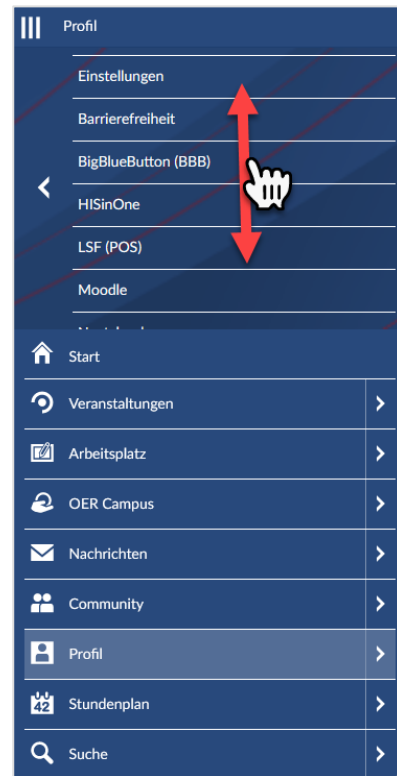 Profil
Einstellungen
Barrierefreiheit
BigBlueButton (BBB)
HISinOne
LSF (POS)
Moodle
Start
Veranstaltungen
Arbeitsplatz
OER Campus
Nachrichten
Community
Profil
42 Stundenplan
Suche